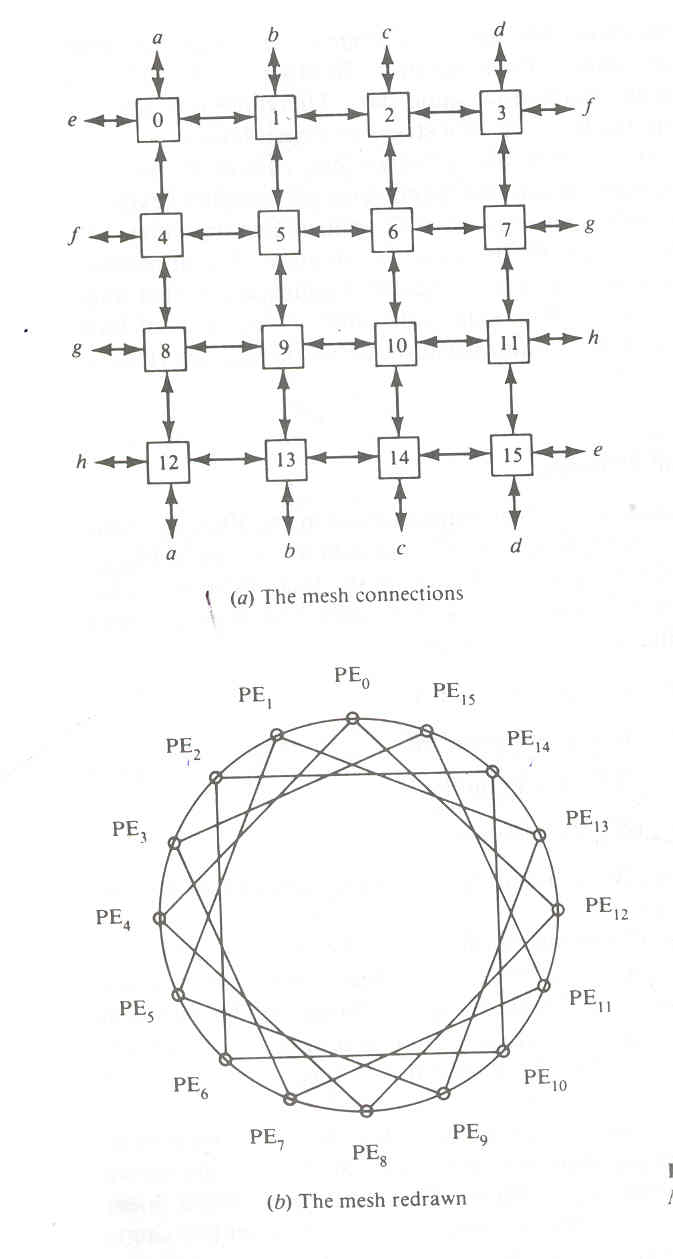 a b c d
e 0 1 2 3 f
f 4 5 6 7 g
g 8 9 10 11 h
h 12 13 14 15 e
a b c d
(a) The mesh connections
PE0
PE1 PE15
PE2 PE14
PE3 PE13
PE4 PE12
PE5 PE11
PE6 PE10
PE7 PE9
PE8
(b) The mesh redrawn